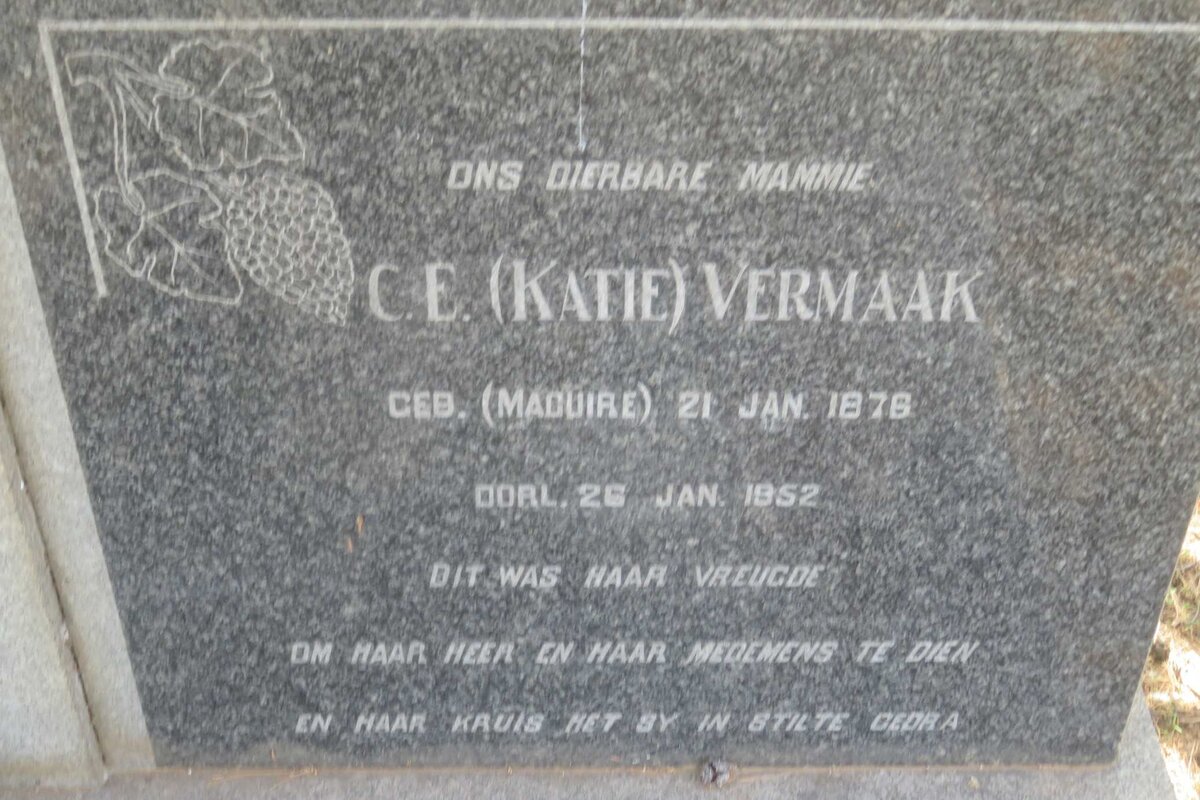 ONS DIERBARE MAMMIE
C.E. (KATIE) VERMAAK
GEB. (MAGUIRE) 21 JAN. 1876
OORL. 26 JAN. 1952
DIT WAS HAAR VREUGDE
OM HAAR HEER EN HAAR MEDEMENS TE DIEN
EN HAAR KRUIS HET SY IN STILTE GEDRA